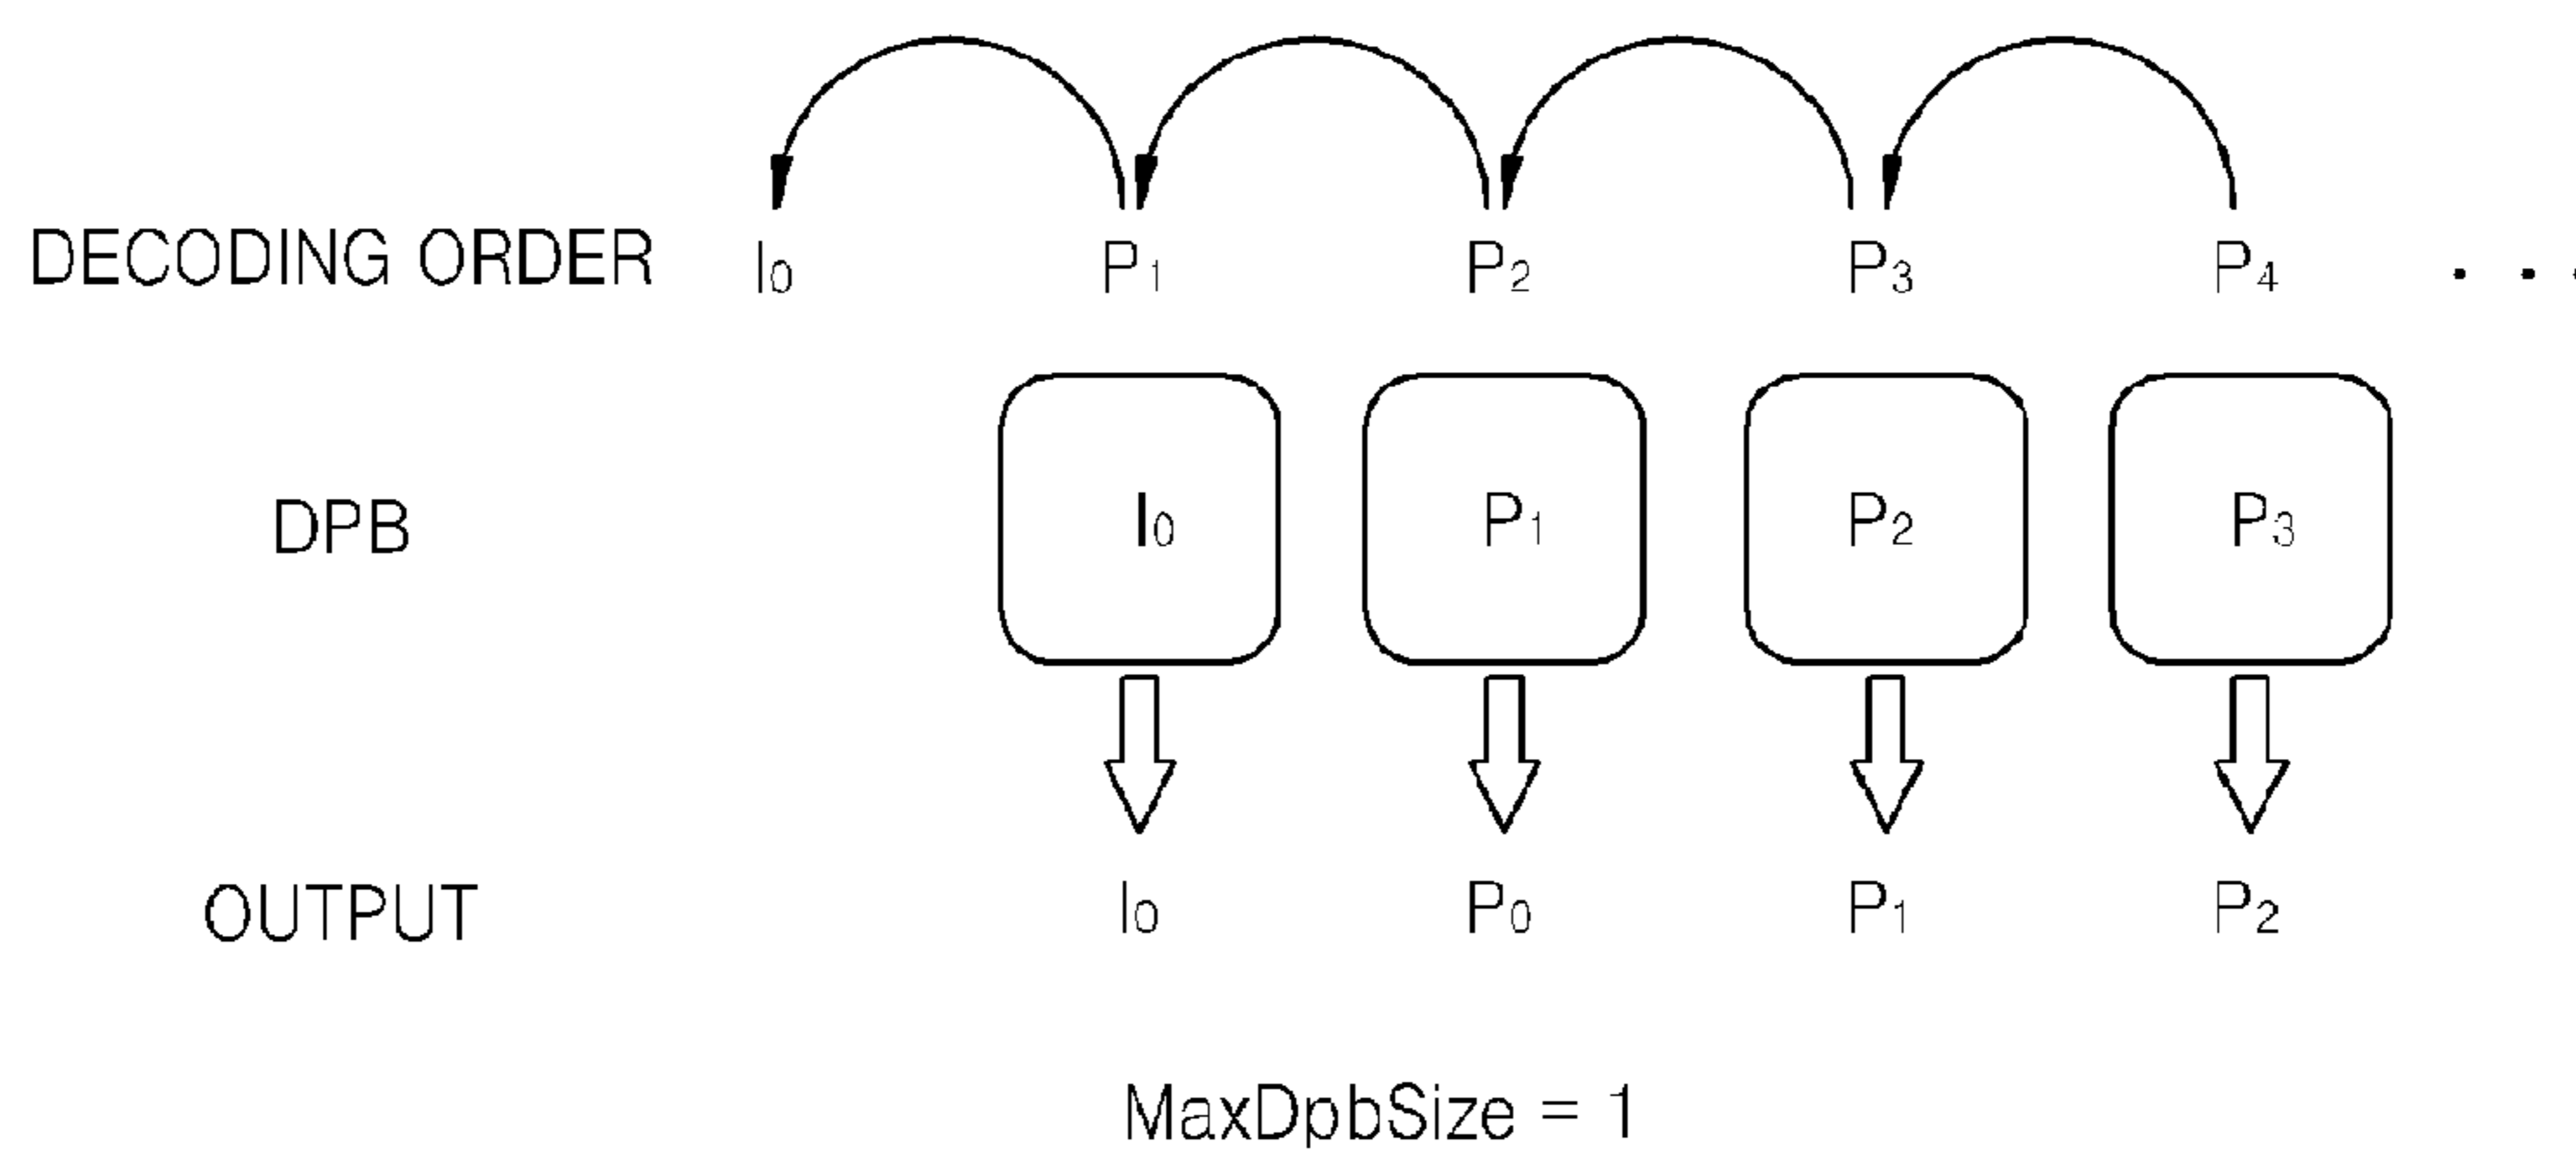 DECODING ORDER I₀ P₁ P₂ P₃ P₄ . . .
DPB I₀ P₁ P₂ P₃
OUTPUT I₀ P₀ P₁ P₂
MaxDpbSize = 1